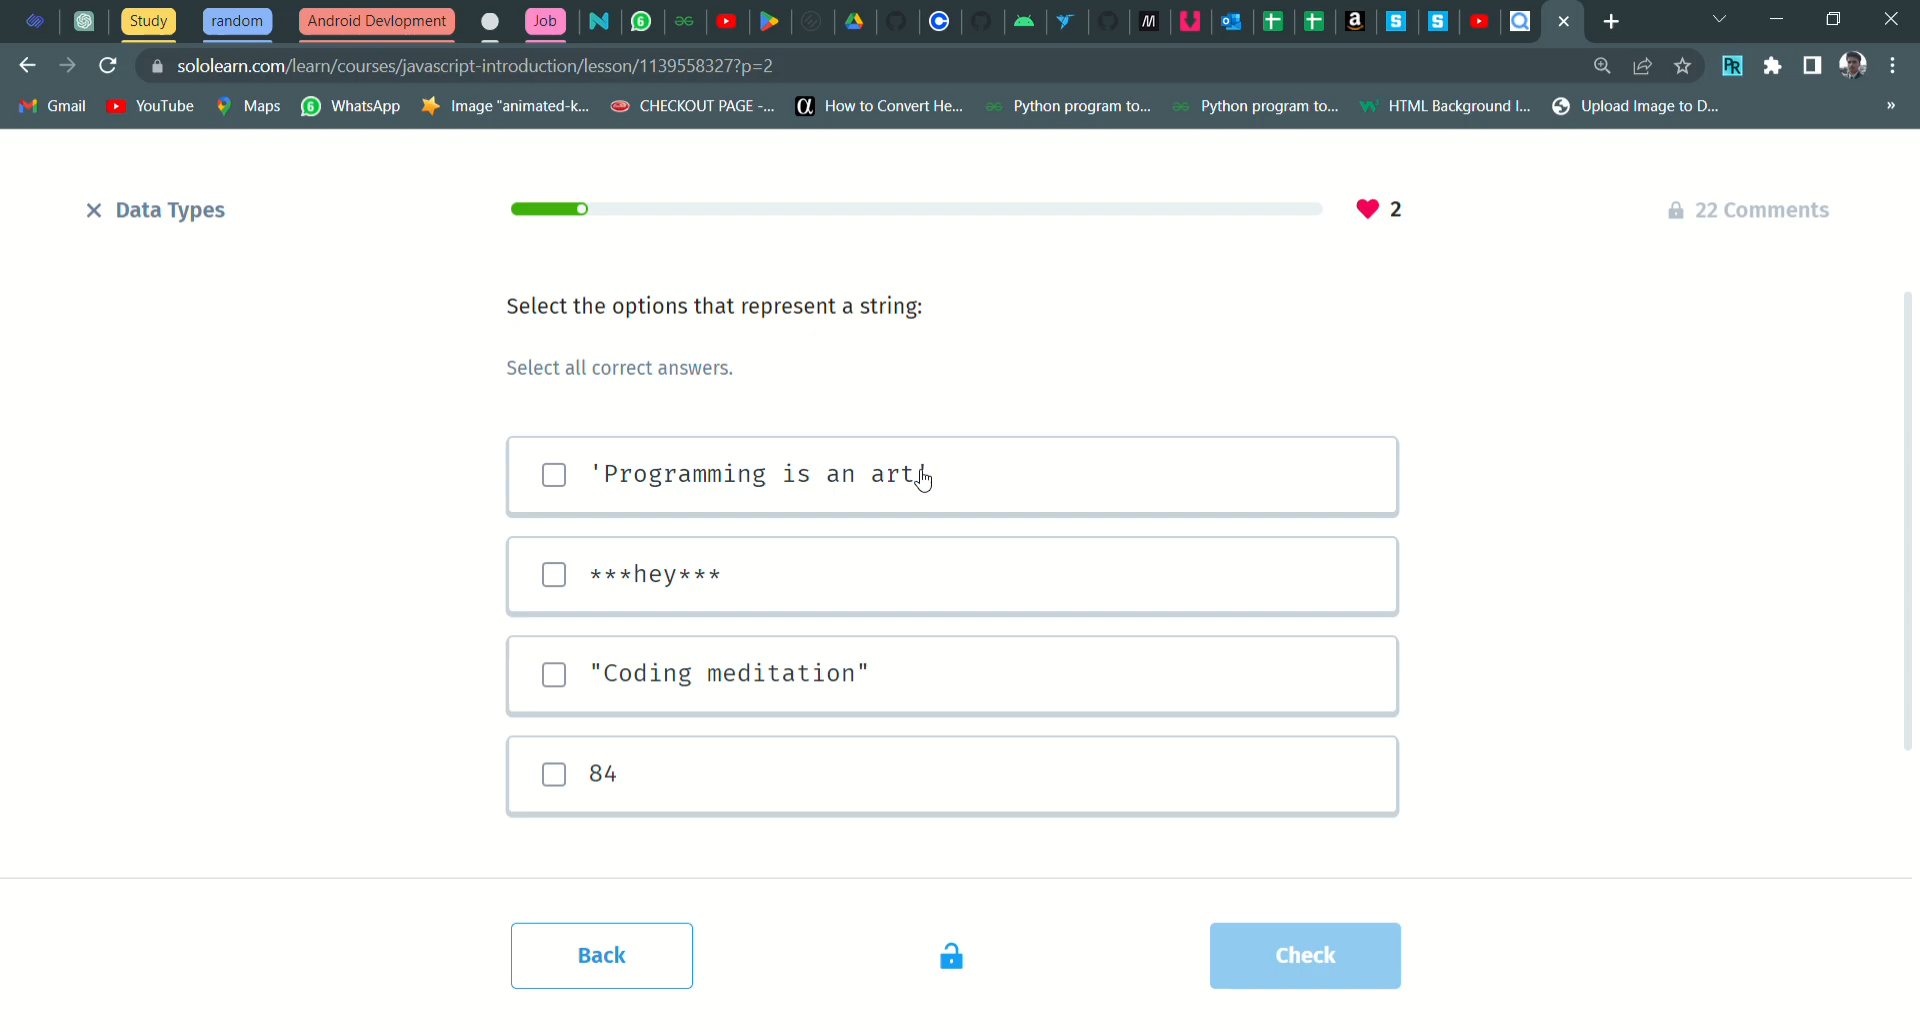 Study
random
Android Devlopment
Job
sololearn.com/learn/courses/javascript-introduction/lesson/1139558327?p=2
Gmail
YouTube
Maps
WhatsApp
Image "animated-k...
CHECKOUT PAGE -...
How to Convert He...
Python program to...
Python program to...
HTML Background I...
Upload Image to D...
»
Data Types
2
22 Comments
Select the options that represent a string:
Select all correct answers.
'Programming is an art'
***hey***
"Coding meditation"
84
Back
Check